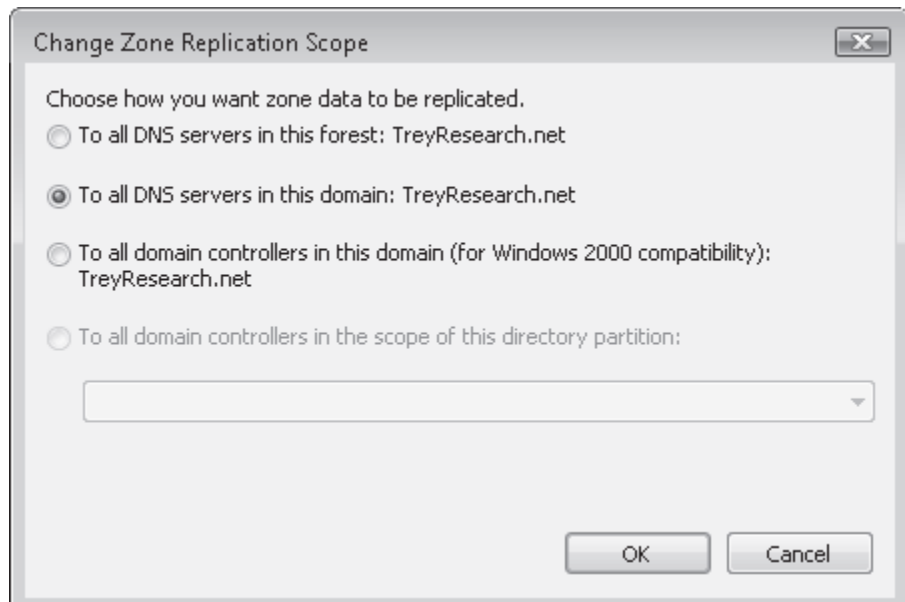 Change Zone Replication Scope
Choose how you want zone data to be replicated.
To all DNS servers in this forest: TreyResearch.net
To all DNS servers in this domain: TreyResearch.net
To all domain controllers in this domain (for Windows 2000 compatibility):
TreyResearch.net
To all domain controllers in the scope of this directory partition:
OK
Cancel